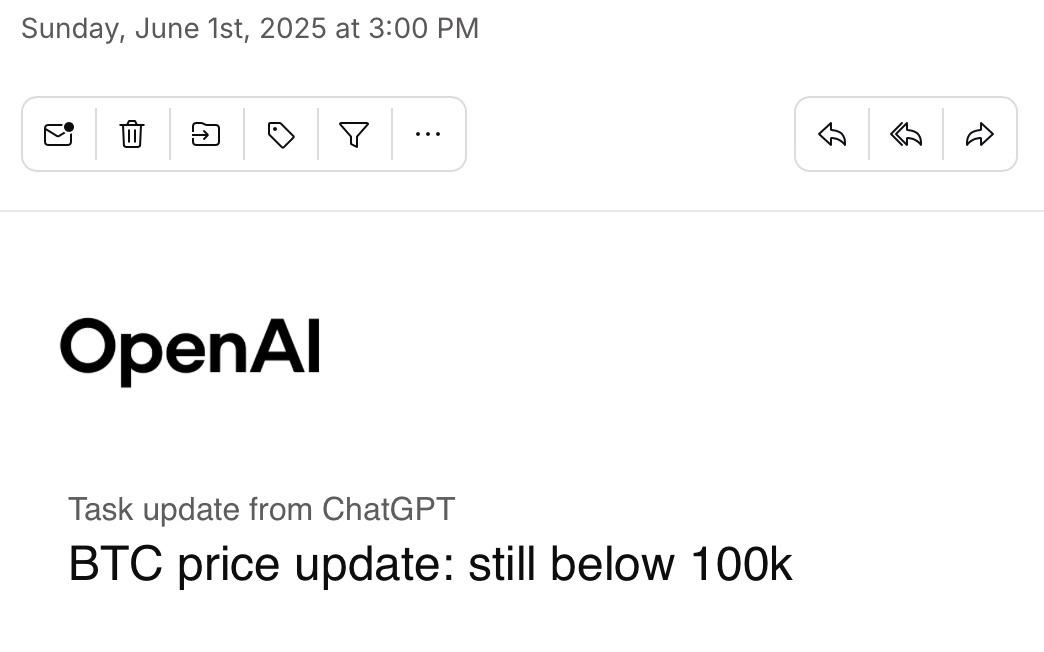 Sunday, June 1st, 2025 at 3:00 PM
OpenAI
Task update from ChatGPT
BTC price update: still below 100k